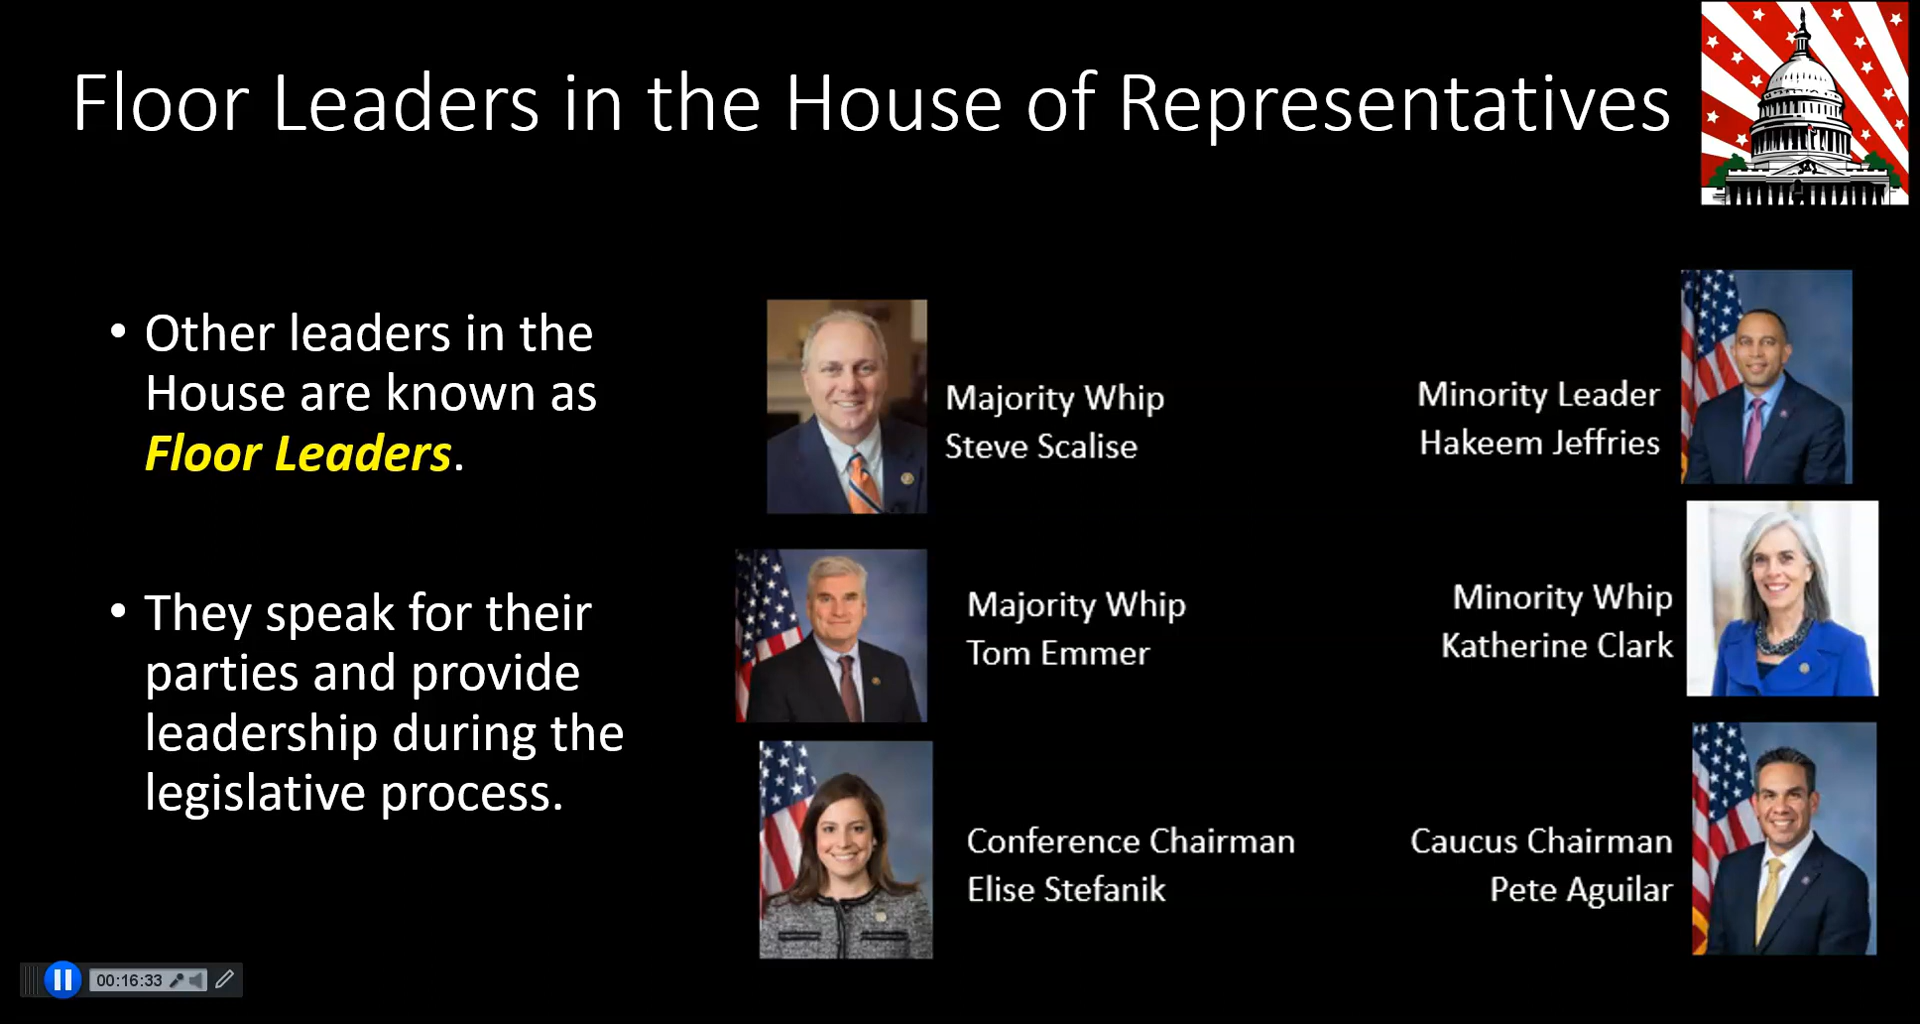 Floor Leaders in the House of Representatives
• Other leaders in the
House are known as
Floor Leaders.
• They speak for their
parties and provide
leadership during the
legislative process.
Majority Whip
Steve Scalise
Majority Whip
Tom Emmer
Conference Chairman
Elise Stefanik
Minority Leader
Hakeem Jeffries
Minority Whip
Katherine Clark
Caucus Chairman
Pete Aguilar
00:16:33